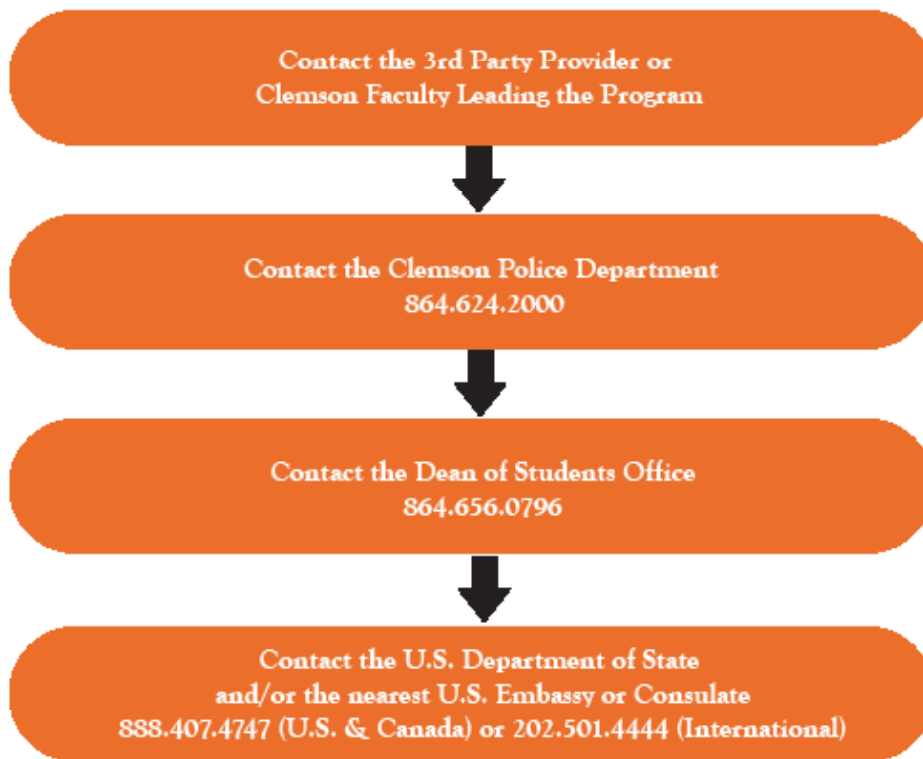 Contact the 3rd Party Provider or
Clemson Faculty Leading the Program
Contact the Clemson Police Department
864.624.2000
Contact the Dean of Students Office
864.656.0796
Contact the U.S. Department of State
and/or the nearest U.S. Embassy or Consulate
888.407.4747 (U.S. & Canada) or 202.501.4444 (International)